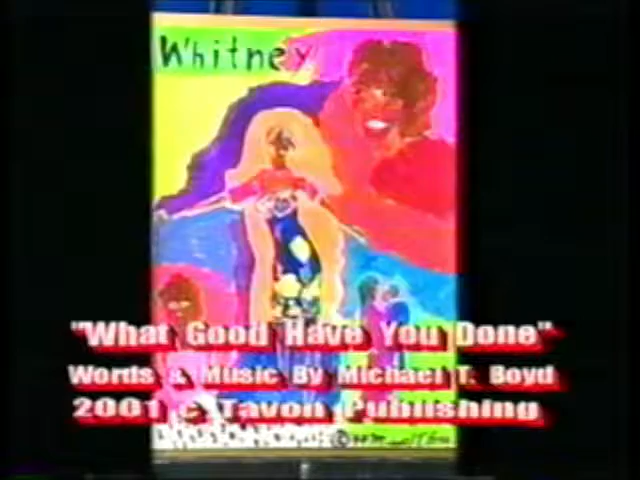 Whitney
"What Good Have You Done"
Words & Music By Michael T. Boyd
2001 c Tavon Publishing
©